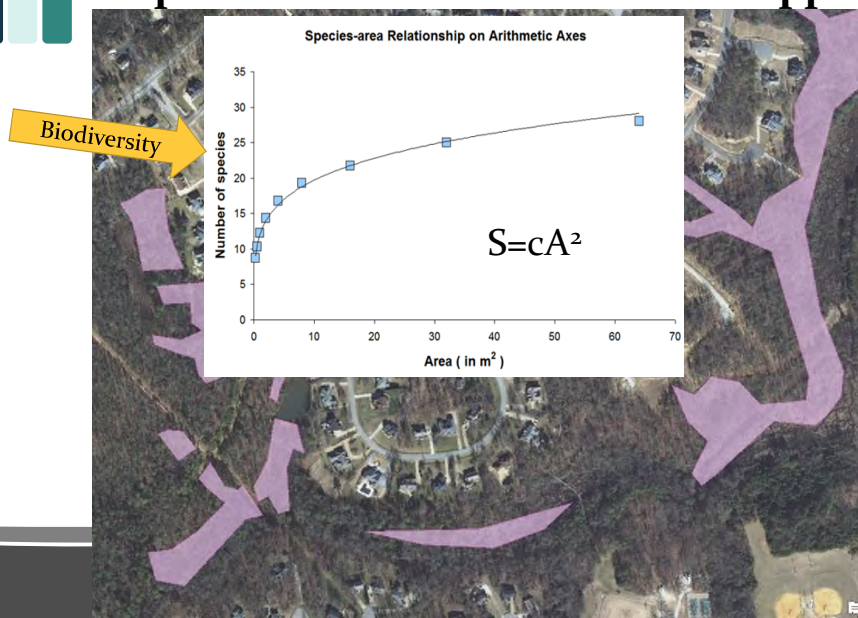 Species-area Relationship on Arithmetic Axes
Biodiversity
Number of species
35
30
25
20
15
10
5
0
S=cA²
0 10 20 30 40 50 60 70
Area ( in m² )